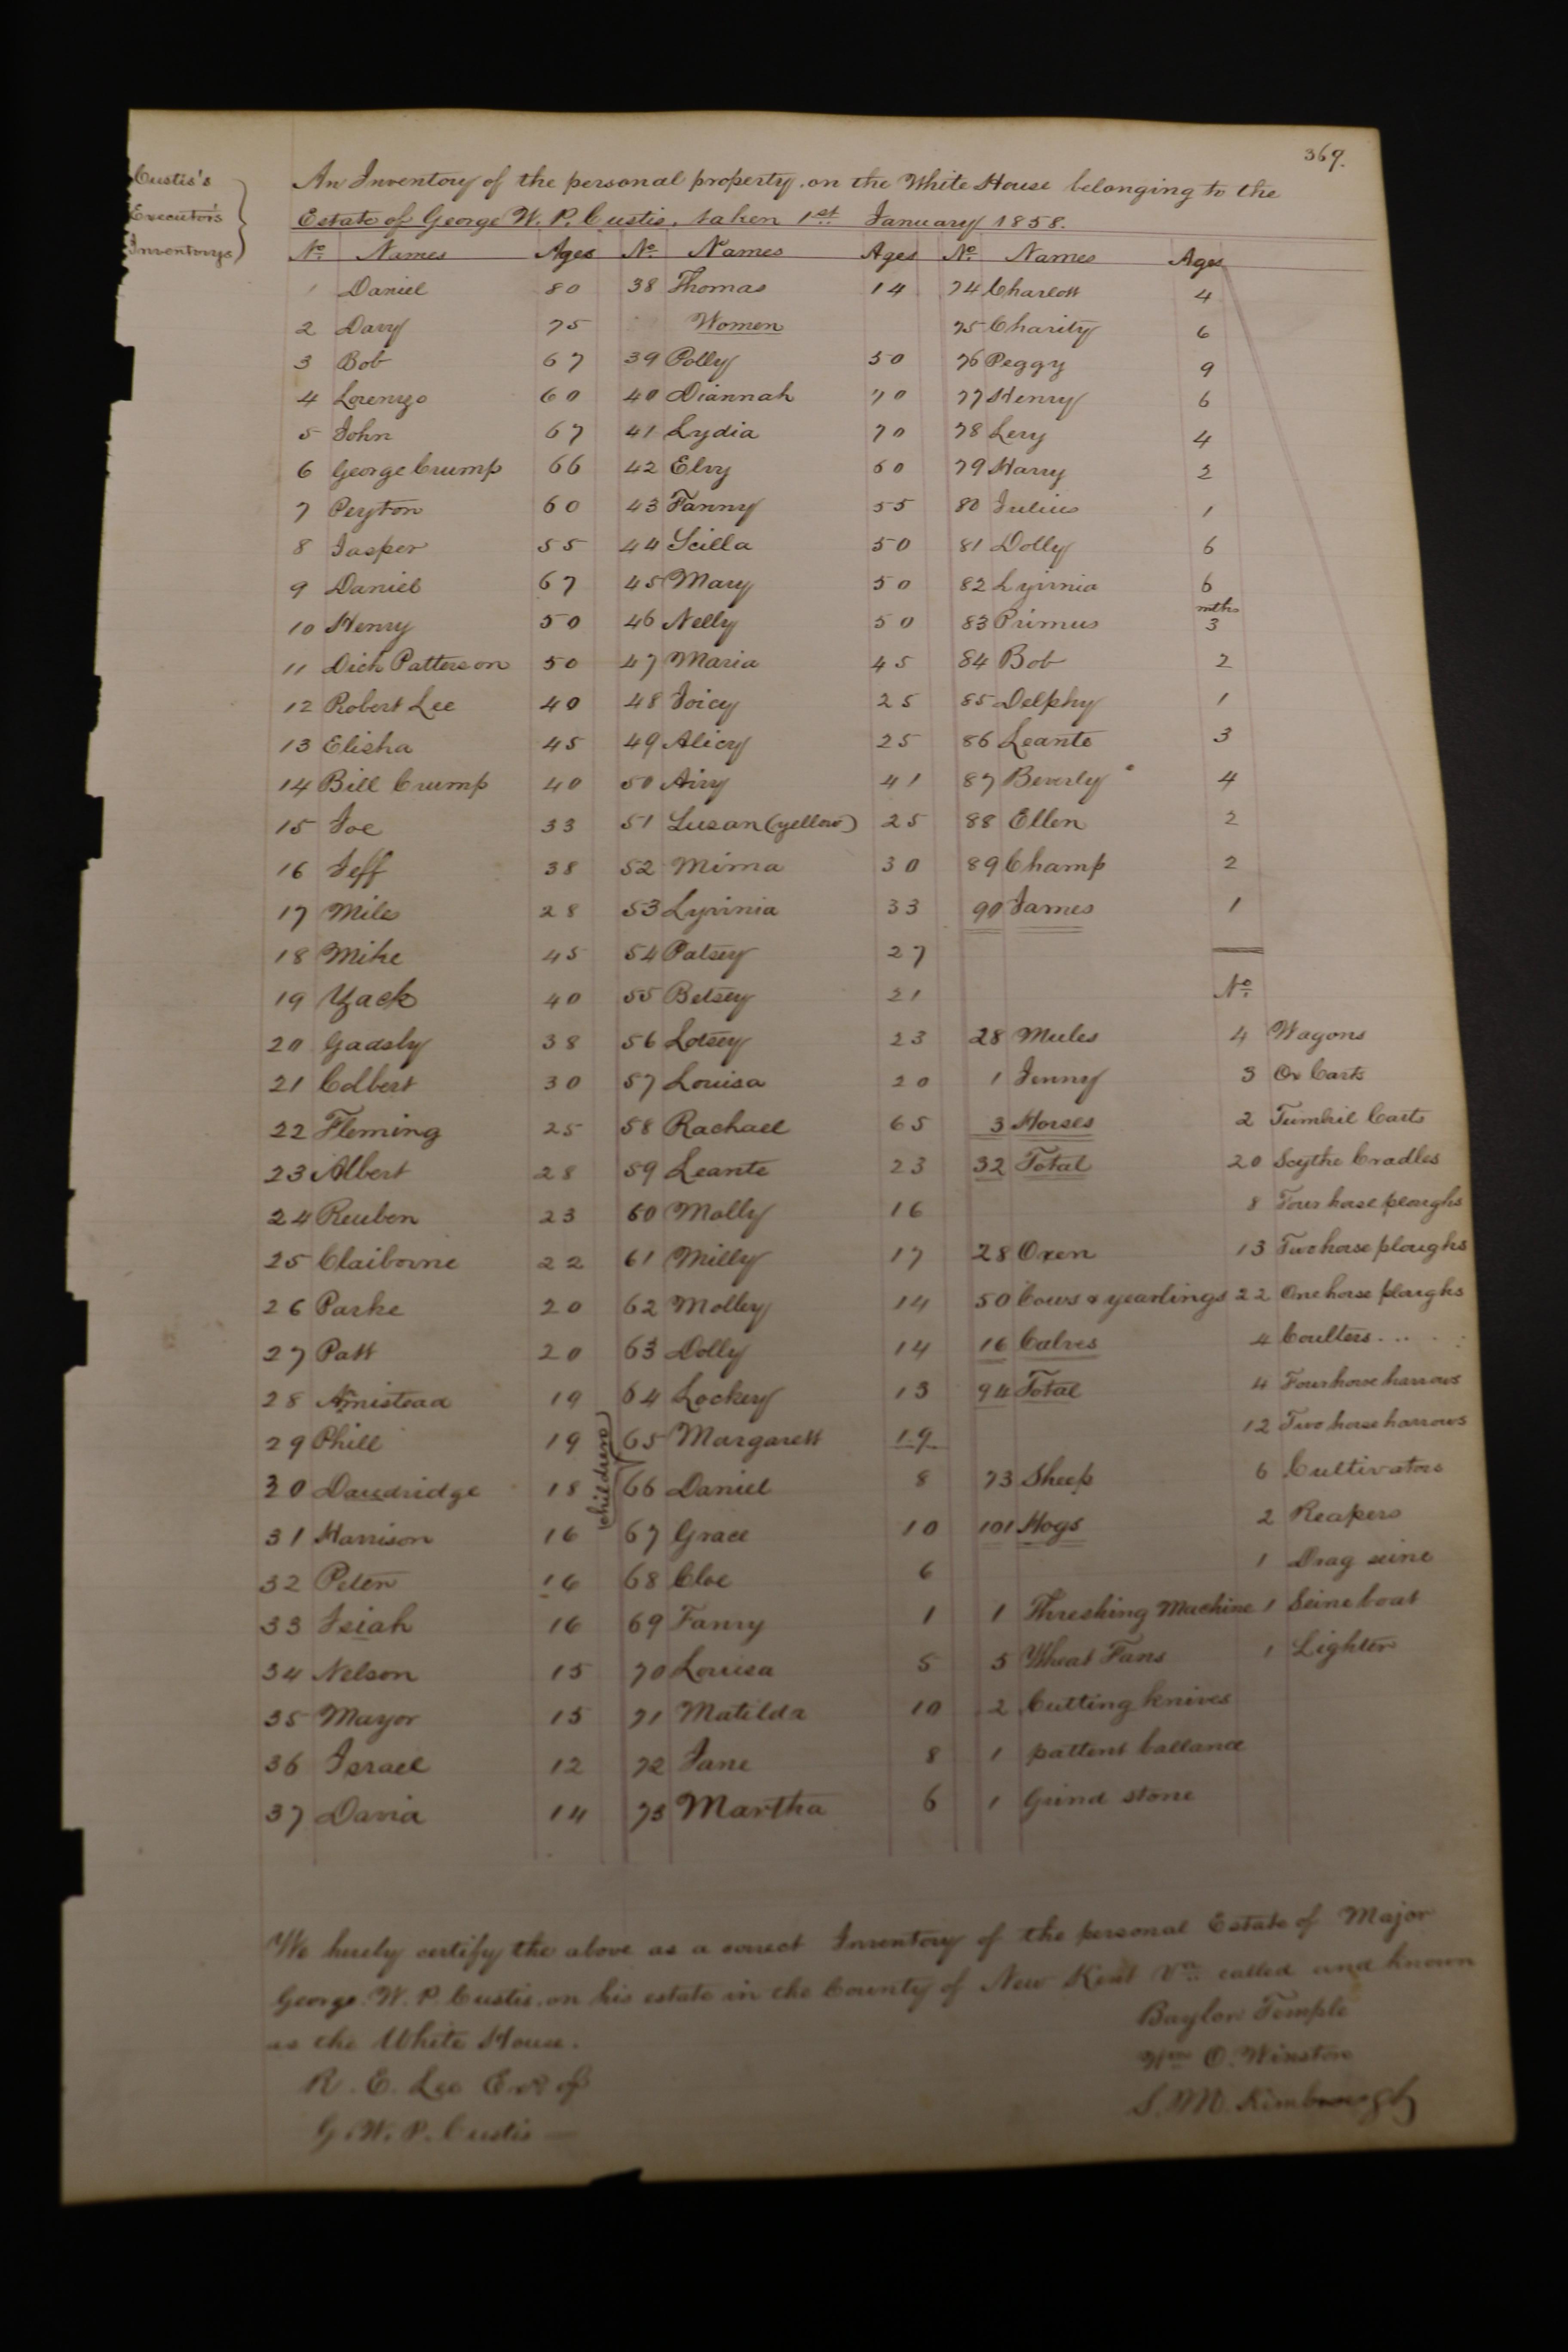 369.
Custis's
Executor's
Inventorys
An Inventory of the personal property, on the White House belonging to the
Estate of George W. P. Custis, taken 1st January 1858.
No. Names Ages No. Names Ages No. Names Ages
1 Daniel 80 38 Thomas 14 74 Charlott 4
2 Davy 75 Women 75 Charity 6
3 Bob 67 39 Polly 50 76 Peggy 9
4 Lorenzo 60 40 Diannah 70 77 Henry 6
5 John 67 41 Lydia 70 78 Levy 4
6 George Crump 66 42 Elvy 60 79 Harry 2
7 Peyton 60 43 Fanny 55 80 Julius 1
8 Jasper 55 44 Scilla 50 81 Dolly 6
9 Daniel 67 45 Mary 50 82 Lyvinia 6
10 Henry 50 46 Nelly 50 83 Primus mths 3
11 Dick Patterson 50 47 Maria 45 84 Bob 2
12 Robert Lee 40 48 Joicy 25 85 Delphy 1
13 Elisha 45 49 Alicy 25 86 Leante 3
14 Bill Crump 40 50 Airy 41 87 Beverly 4
15 Joe 33 51 Susan (yellow) 25 88 Ellen 2
16 Jeff 38 52 Mima 30 89 Champ 2
17 Mile 28 53 Lyvinia 33 90 James 1
18 Mike 45 54 Patsey 27
19 Zack 40 55 Betsey 21 No.
20 Gadsby 38 56 Lotsey 23 28 Mules 4 Wagons
21 Colbert 30 57 Louisa 20 1 Jenny 3 Ox Carts
22 Fleming 25 58 Rachael 65 3 Horses 2 Tumbril Carts
23 Albert 28 59 Leante 23 32 Total 20 Scythe Cradles
24 Reuben 23 60 Molly 16 8 Four horse ploughs
25 Claiborne 22 61 Milly 17 28 Oxen 13 Two horse ploughs
26 Parke 20 62 Molley 14 50 Cows & yearlings 22 One horse ploughs
27 Patt 20 63 Dolly 14 16 Calves 4 Coulters
28 Armistead 19 64 Lockey 13 94 Total 4 Four horse harrows
29 Phill 19 65 Margarett 19 12 Two horse harrows
30 Dandridge 18 Children 66 Daniel 8 73 Sheep 6 Cultivators
31 Harrison 16 67 Grace 10 101 Hogs 2 Reapers
32 Peter 16 68 Cloe 6 1 Drag seine
33 Isiah 16 69 Fanny 1 1 Threshing Machine 1 Seine boat
34 Nelson 15 70 Louisa 5 5 Wheat Fans 1 Lighter
35 Mayor 15 71 Matilda 10 2 Cutting knives
36 Israel 12 72 Jane 8 1 pattent ballance
37 David 14 73 Martha 6 1 Grind stone
We hereby certify the above as a correct Inventory of the personal Estate of Major
George W. P. Custis, on his estate in the County of New Kent Va. called and known
as the White House.
Baylor Temple
Wm O. Winston
S. M. Kimbrough
R. E. Lee Exr of
G. W. P. Custis